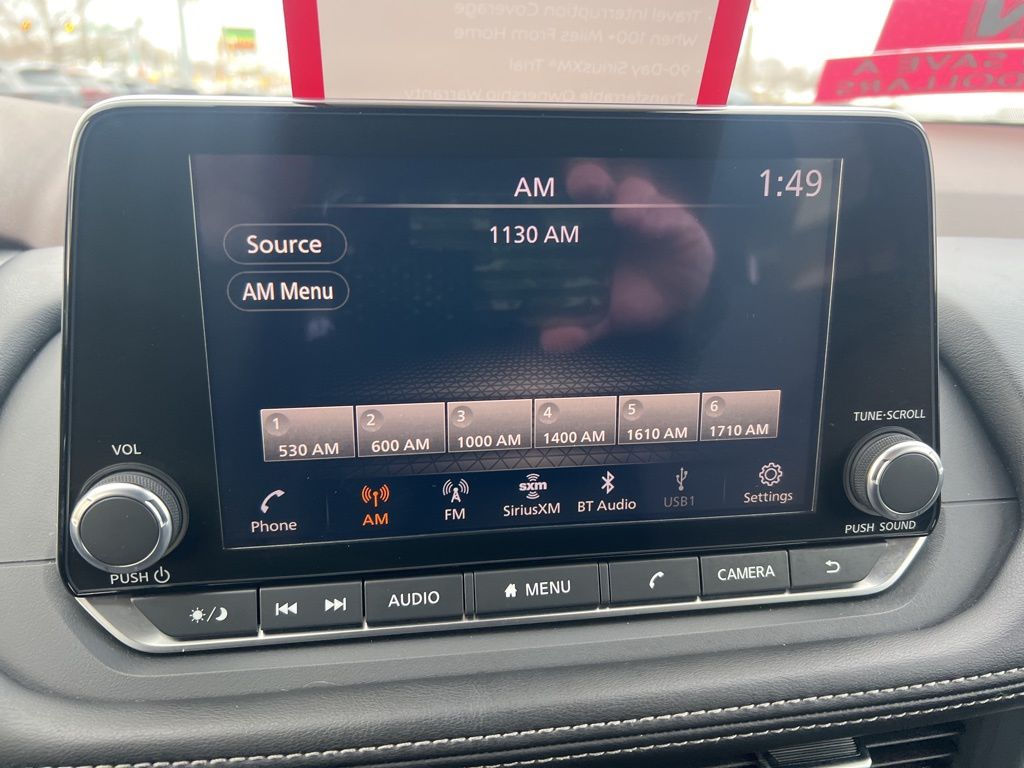 Travel Interruption Coverage
When 100+ Miles From Home
90-Day SiriusXM® Trial
Transferrable Ownership Warranty
SAVE A
DOLLARS
AM
1:49
1130 AM
Source
AM Menu
1
530 AM
2
600 AM
3
1000 AM
4
1400 AM
5
1610 AM
6
1710 AM
Phone
AM
FM
sxm
SiriusXM
BT Audio
USB1
Settings
VOL
PUSH
TUNE·SCROLL
PUSH SOUND
AUDIO
MENU
CAMERA